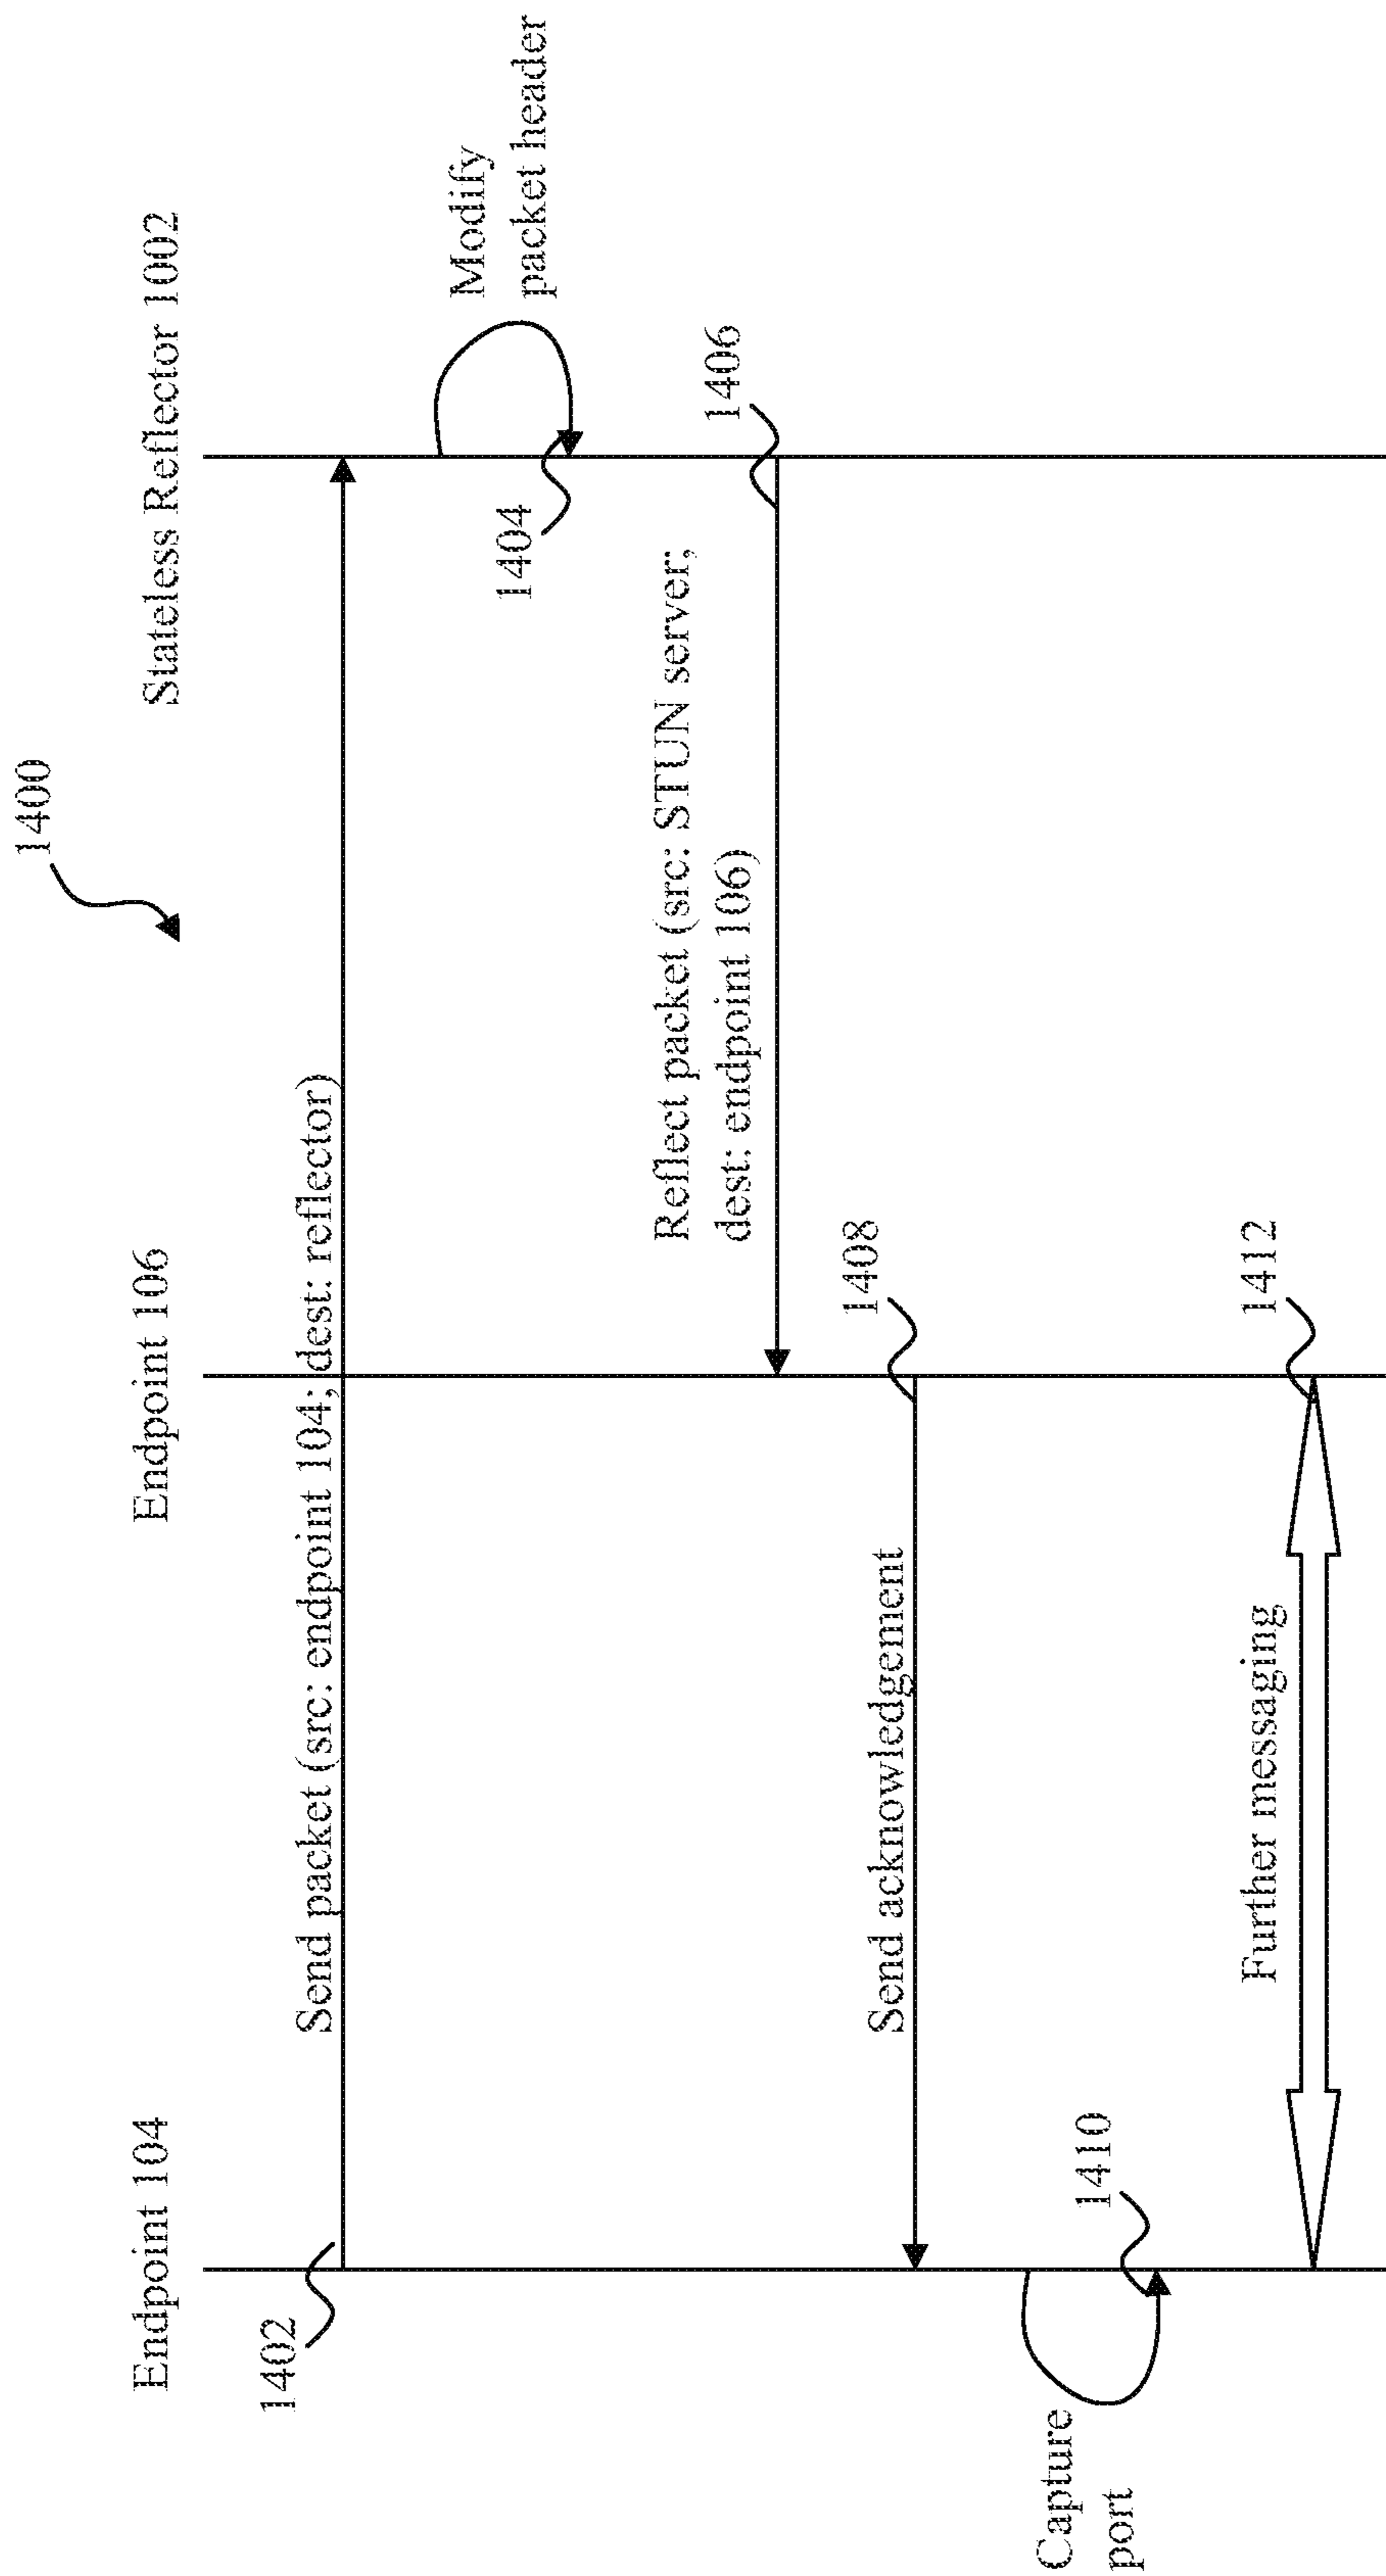 1400
Endpoint 104
Endpoint 106
Stateless Reflector 1002
1402
Send packet (src: endpoint 104; dest: reflector)
Modify
packet header
1404
Reflect packet (src: STUN server;
dest: endpoint 106)
1406
Send acknowledgement
1408
Capture
port
1410
Further messaging
1412